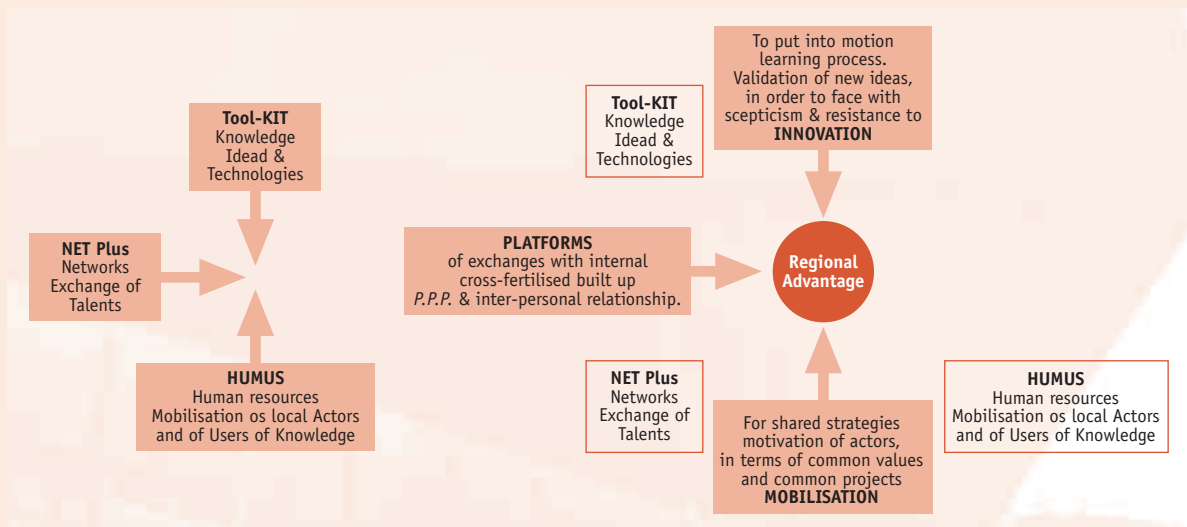 Tool-KIT
Knowledge
Idead &
Technologies
NET Plus
Networks
Exchange of
Talents
HUMUS
Human resources
Mobilisation os local Actors
and of Users of Knowledge
To put into motion
learning process.
Validation of new ideas,
in order to face with
scepticism & resistance to
INNOVATION
Tool-KIT
Knowledge
Idead &
Technologies
PLATFORMS
of exchanges with internal
cross-fertilised built up
P.P.P. & inter-personal relationship.
Regional
Advantage
NET Plus
Networks
Exchange of
Talents
For shared strategies
motivation of actors,
in terms of common values
and common projects
MOBILISATION
HUMUS
Human resources
Mobilisation os local Actors
and of Users of Knowledge